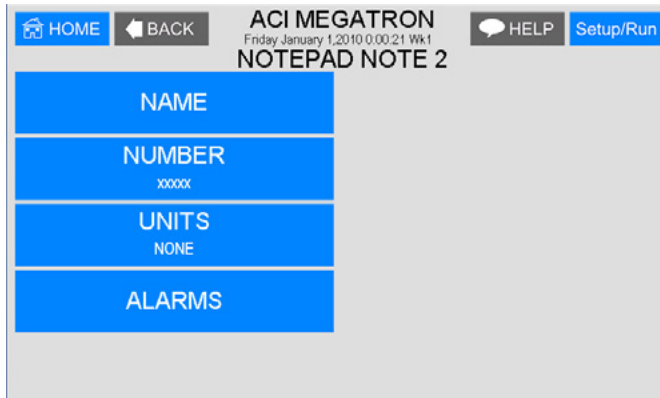 HOME BACK ACI MEGATRON HELP Setup/Run
Friday January 1,2010 0:00:21 Wk1
NOTEPAD NOTE 2
NAME
NUMBER
xxxxx
UNITS
NONE
ALARMS